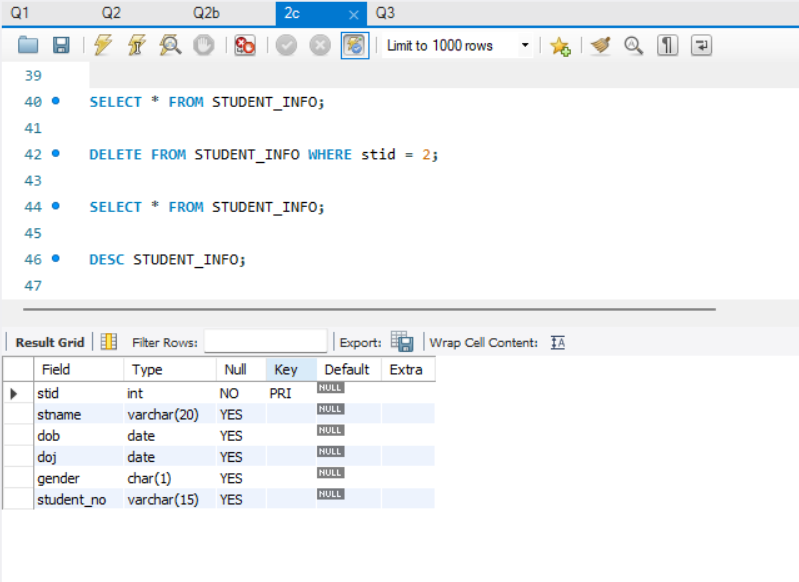 Q1 Q2 Q2b 2c × Q3
Limit to 1000 rows
39
40 SELECT * FROM STUDENT_INFO;
41
42 DELETE FROM STUDENT_INFO WHERE stid = 2;
43
44 SELECT * FROM STUDENT_INFO;
45
46 DESC STUDENT_INFO;
47
Result Grid Filter Rows: Export: Wrap Cell Content:
Field Type Null Key Default Extra
stid int NO PRI NULL
stname varchar(20) YES NULL
dob date YES NULL
doj date YES NULL
gender char(1) YES NULL
student_no varchar(15) YES NULL